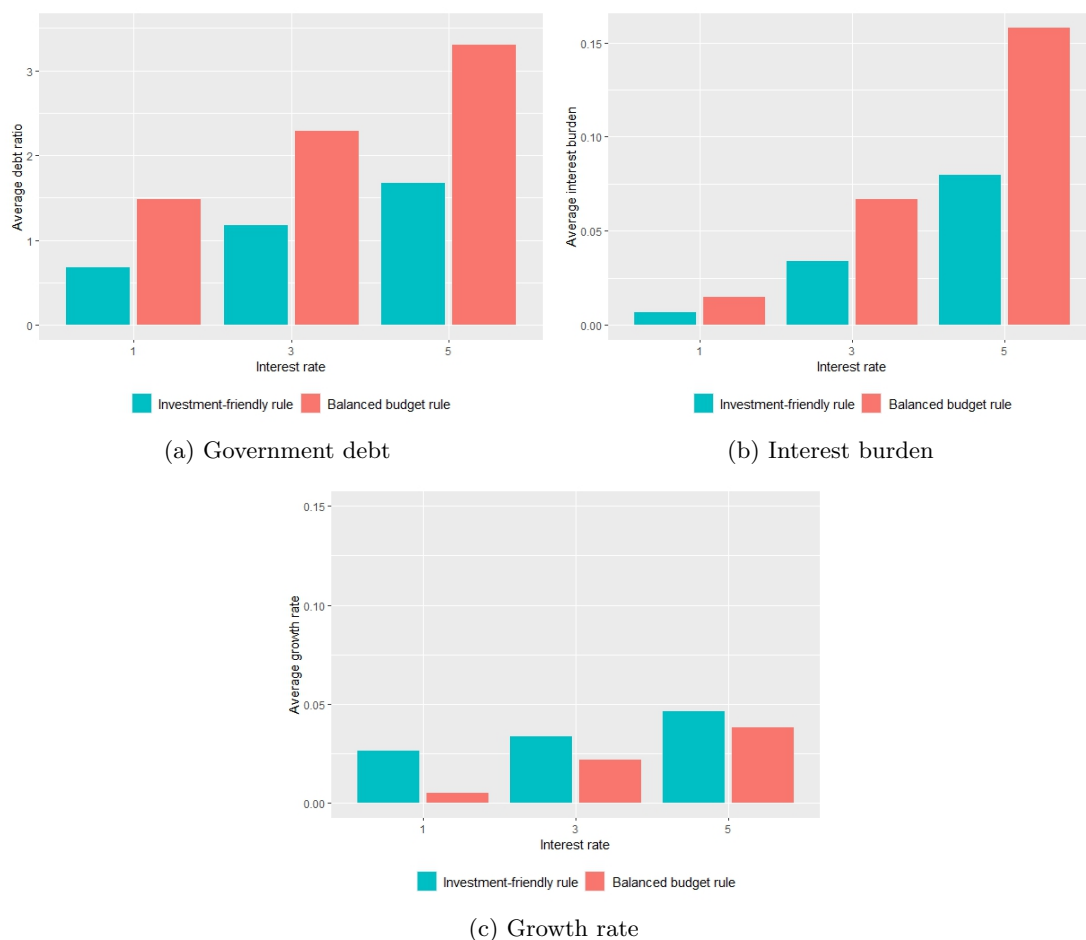 Average debt ratio
3
2
1
0
1 3 5
Interest rate
Investment-friendly rule Balanced budget rule
(a) Government debt
Average interest burden
0.15
0.10
0.05
0.00
1 3 5
Interest rate
Investment-friendly rule Balanced budget rule
(b) Interest burden
Average growth rate
0.15
0.10
0.05
0.00
1 3 5
Interest rate
Investment-friendly rule Balanced budget rule
(c) Growth rate